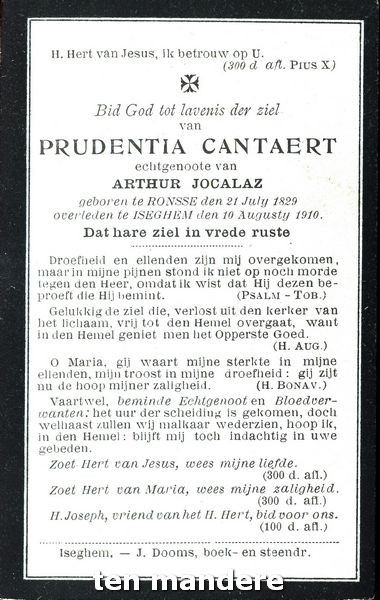 H. Hert van Jesus, ik betrouw op U.
(300 d. afl. PIUS X.)
Bid God tot lavenis der ziel
van
PRUDENTIA CANTAERT
echtgenoote van
ARTHUR JOCALAZ
geboren te RONSSE den 21 July 1829
overleden te ISEGHEM den 10 Augusty 1910.
Dat hare ziel in vrede ruste
Droefheid en ellenden zijn mij overgekomen,
maar in mijne pijnen stond ik niet op noch morde
tegen den Heer, omdat ik wist dat Hij dezen be-
proeft die Hij bemint. (PSALM - TOB.)
Gelukkig de ziel die, verlost uit den kerker van
het lichaam, vrij tot den Hemel overgaat, want
in den Hemel geniet men het Opperste Goed.
(H. AUG.)
O Maria, gij waart mijne sterkte in mijne
ellenden, mijn troost in mijne droefheid : gij zijt
nu de hoop mijner zaligheid. (H. BONAV.)
Vaartwel, beminde Echtgenoot en Bloedver-
wanten: het uur der scheiding is gekomen, doch
welhaast zullen wij malkaar wederzien, hoop ik,
in den Hemel: blijft mij toch indachtig in uwe
gebeden.
Zoet Hert van Jesus, wees mijne liefde.
(300 d. afl.)
Zoet Hert van Maria, wees mijne zaligheid.
(300 d. afl.)
H. Joseph, vriend van het H. Hert, bid voor ons.
(100 d. afl.)
Iseghem. — J. Dooms, boek- en steendr.
ten mandere